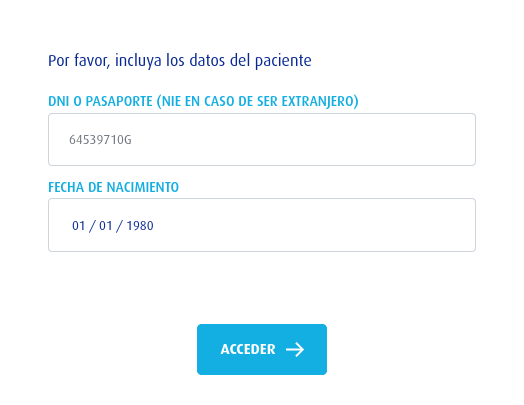 Por favor, incluya los datos del paciente
DNI O PASAPORTE (NIE EN CASO DE SER EXTRANJERO)
64539710G
FECHA DE NACIMIENTO
01 / 01 / 1980
ACCEDER